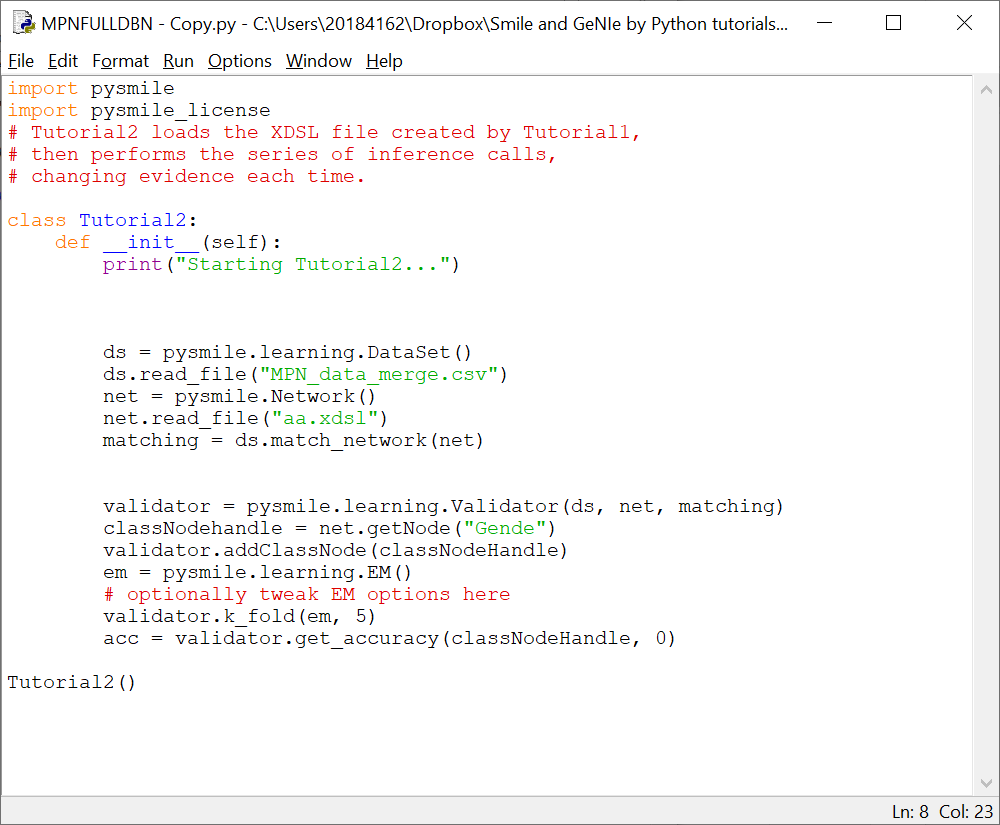 MPNFULLDBN - Copy.py - C:\Users\20184162\Dropbox\Smile and GeNIe by Python tutorials...
File Edit Format Run Options Window Help
import pysmile
import pysmile_license
# Tutorial2 loads the XDSL file created by Tutorial1,
# then performs the series of inference calls,
# changing evidence each time.
class Tutorial2:
    def __init__(self):
        print("Starting Tutorial2...")
        ds = pysmile.learning.DataSet()
        ds.read_file("MPN_data_merge.csv")
        net = pysmile.Network()
        net.read_file("aa.xdsl")
        matching = ds.match_network(net)
        validator = pysmile.learning.Validator(ds, net, matching)
        classNodehandle = net.getNode("Gende")
        validator.addClassNode(classNodeHandle)
        em = pysmile.learning.EM()
        # optionally tweak EM options here
        validator.k_fold(em, 5)
        acc = validator.get_accuracy(classNodeHandle, 0)
Tutorial2()
Ln: 8 Col: 23